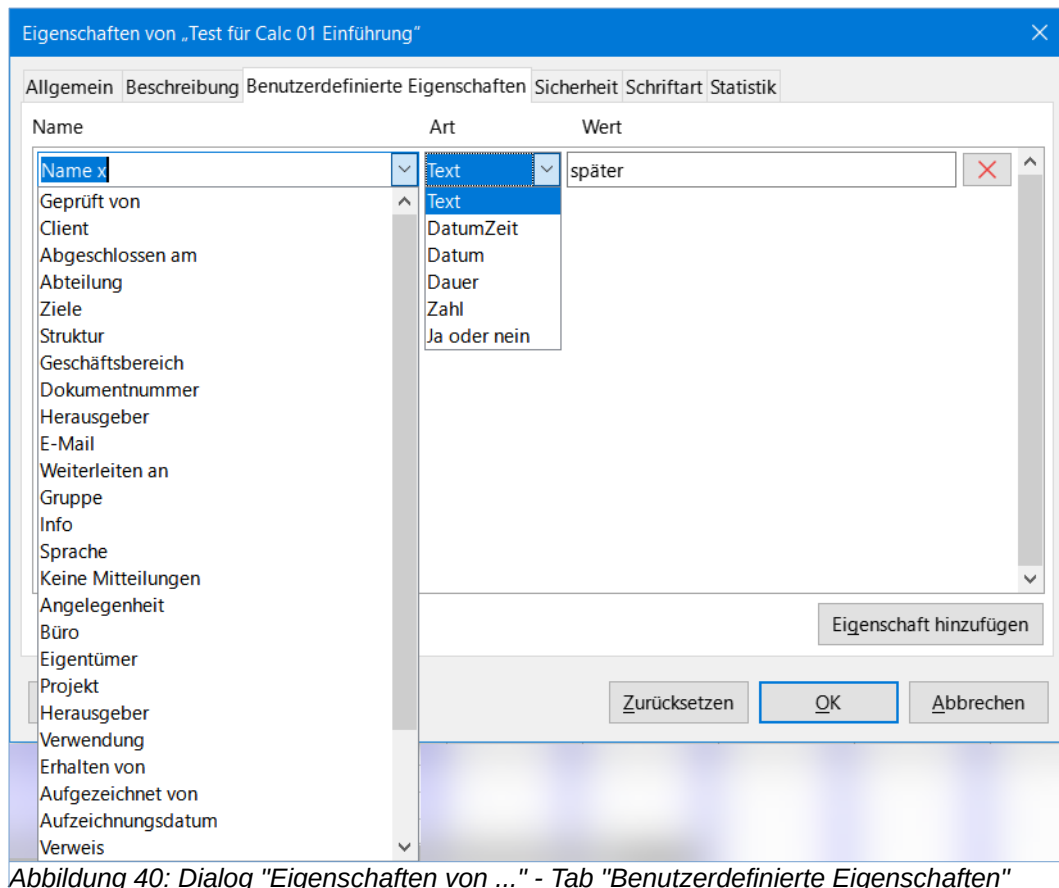 Eigenschaften von „Test für Calc 01 Einführung“
Allgemein Beschreibung Benutzerdefinierte Eigenschaften Sicherheit Schriftart Statistik
Name Art Wert
Name x Text später
Geprüft von Text
Client DatumZeit
Abgeschlossen am Datum
Abteilung Dauer
Ziele Zahl
Struktur Ja oder nein
Geschäftsbereich
Dokumentnummer
Herausgeber
E-Mail
Weiterleiten an
Gruppe
Info
Sprache
Keine Mitteilungen
Angelegenheit
Büro Eigenschaft hinzufügen
Eigentümer
Projekt
Herausgeber Zurücksetzen OK Abbrechen
Verwendung
Erhalten von
Aufgezeichnet von
Aufzeichnungsdatum
Verweis
Abbildung 40: Dialog "Eigenschaften von ..." - Tab "Benutzerdefinierte Eigenschaften"